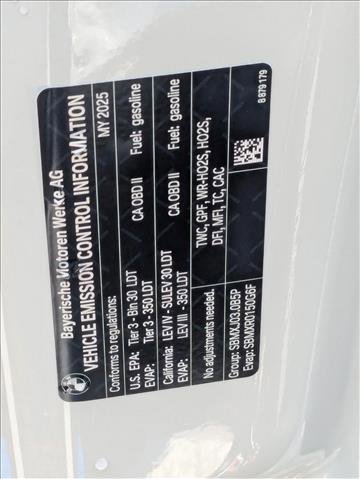 Bayerische Motoren Werke AG
VEHICLE EMISSION CONTROL INFORMATION
Conforms to regulations: MY 2025
U.S. EPA: Tier 3 - Bin 30 LDT CA OBD II Fuel: gasoline
EVAP: Tier 3 - 350 LDT
California: LEV IV - SULEV 30 LDT CA OBD II Fuel: gasoline
EVAP: LEV III - 350 LDT
No adjustments needed. TWC, GPF, WR-HO2S, HO2S,
DFI, MFI, TC, CAC
Group: SBMXJ03.0B5P
Evap: SBMXR0150G6F
8 879 179